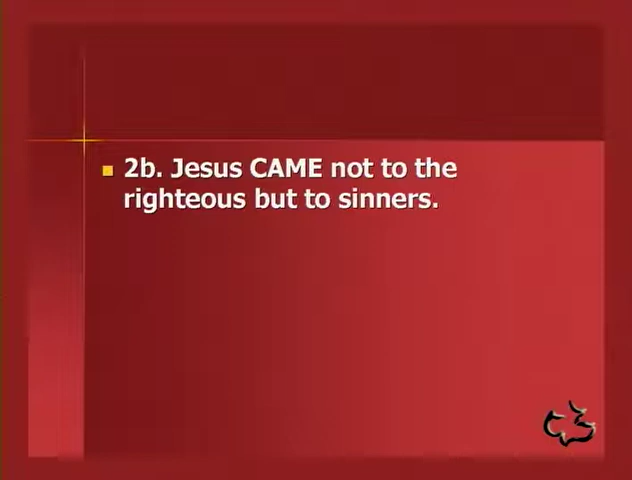 2b. Jesus CAME not to the
righteous but to sinners.